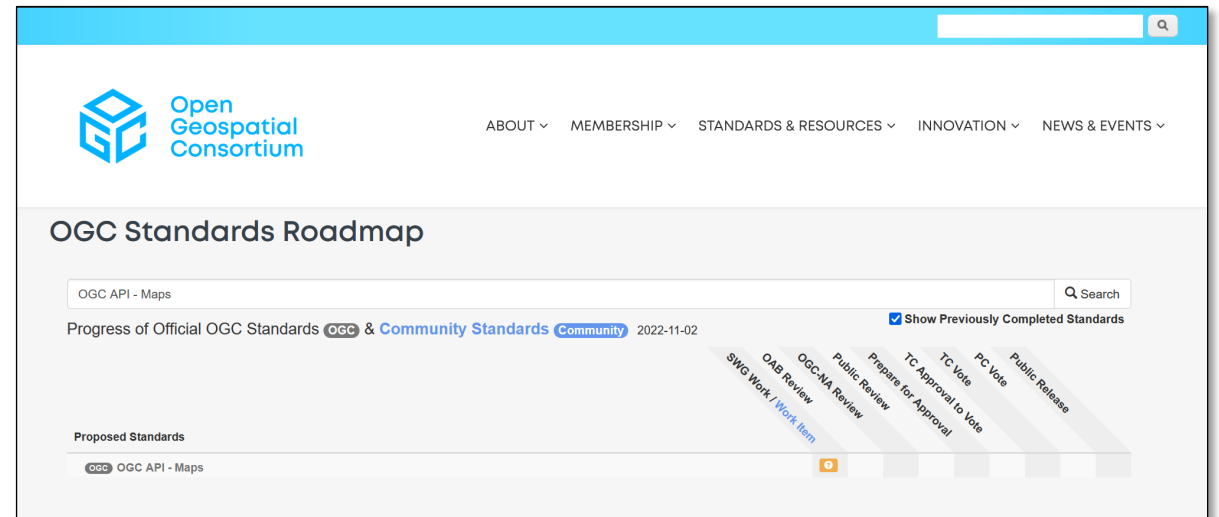 Open
Geospatial
Consortium
ABOUT MEMBERSHIP STANDARDS & RESOURCES INNOVATION NEWS & EVENTS
OGC Standards Roadmap
OGC API - Maps
Search
Progress of Official OGC Standards OGC & Community Standards Community 2022-11-02
Show Previously Completed Standards
SWG Work / Work Item
OAB Review
OGC-NA Review
Public Review
Prepare for Approval
TC Approval to Vote
TC Vote
PC Vote
Public Release
Proposed Standards
OGC OGC API - Maps